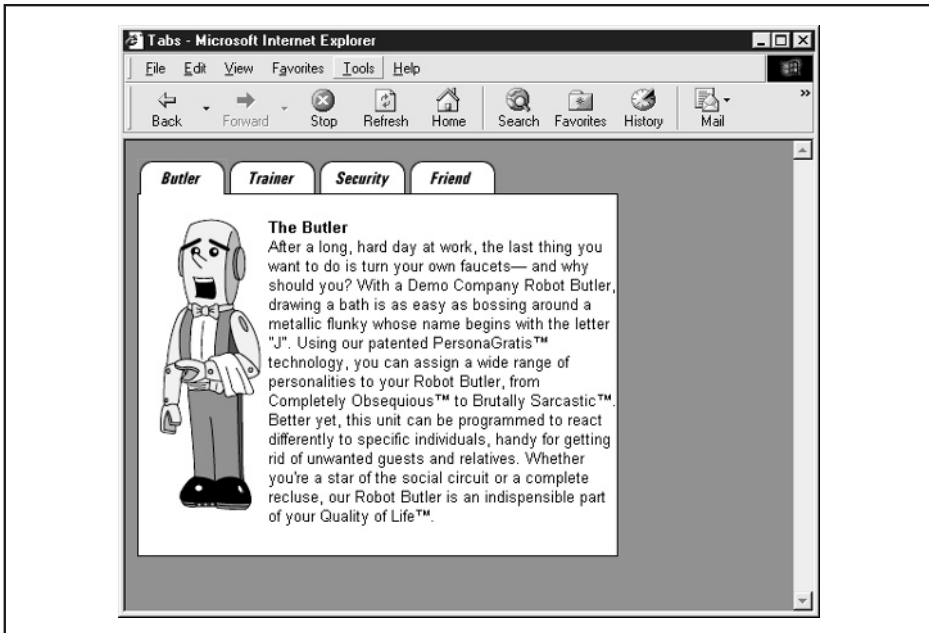 Tabs - Microsoft Internet Explorer
File Edit View Favorites Tools Help
Back Forward Stop Refresh Home Search Favorites History Mail »
Butler Trainer Security Friend
The Butler
After a long, hard day at work, the last thing you
want to do is turn your own faucets— and why
should you? With a Demo Company Robot Butler,
drawing a bath is as easy as bossing around a
metallic flunky whose name begins with the letter
"J". Using our patented PersonaGratis™
technology, you can assign a wide range of
personalities to your Robot Butler, from
Completely Obsequious™ to Brutally Sarcastic™.
Better yet, this unit can be programmed to react
differently to specific individuals, handy for getting
rid of unwanted guests and relatives. Whether
you're a star of the social circuit or a complete
recluse, our Robot Butler is an indispensible part
of your Quality of Life™.